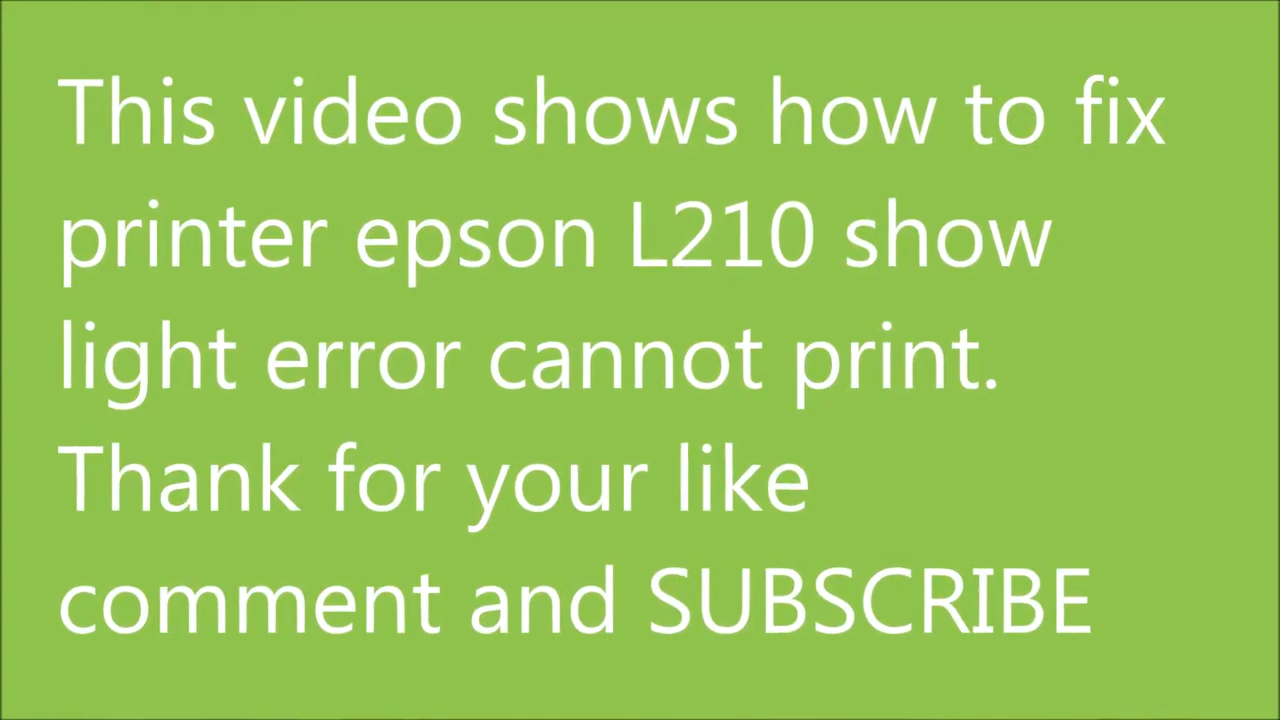 This video shows how to fix
printer epson L210 show
light error cannot print.
Thank for your like
comment and SUBSCRIBE